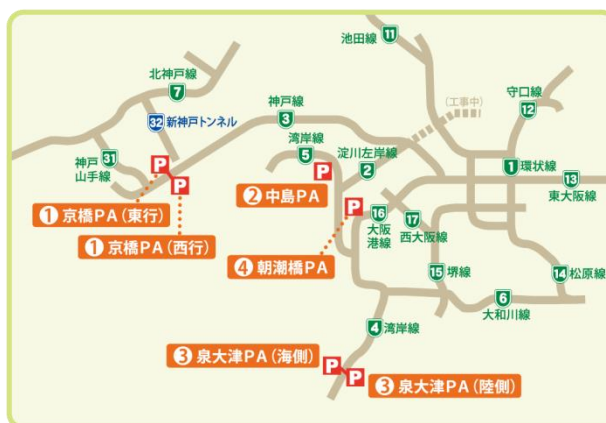 池田線
11
北神戸線
7
32
新神戸トンネル
神戸線
3
(工事中)
守口線
12
湾岸線
5
淀川左岸線
2
神戸
山手線
31
1
環状線
13
東大阪線
P
P
P
P
① 京橋PA(東行)
② 中島PA
① 京橋PA(西行)
16
大阪
港線
17
西大阪線
④ 朝潮橋PA
15
堺線
14
松原線
6
大和川線
4
湾岸線
③ 泉大津PA(海側)
P
P
③ 泉大津PA(陸側)